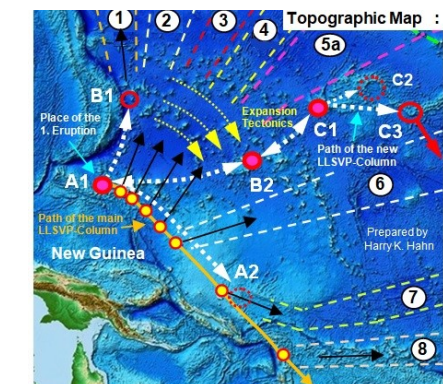 Topographic Map :
1
2
3
4
5a
B1
C2
Place of the
1. Eruption
Expansion
Tectonics
C1
C3
Path of the new
LLSVP-Column
A1
B2
6
Path of the main
LLSVP-Column
Prepared by
Harry K. Hahn
New Guinea
A2
7
8